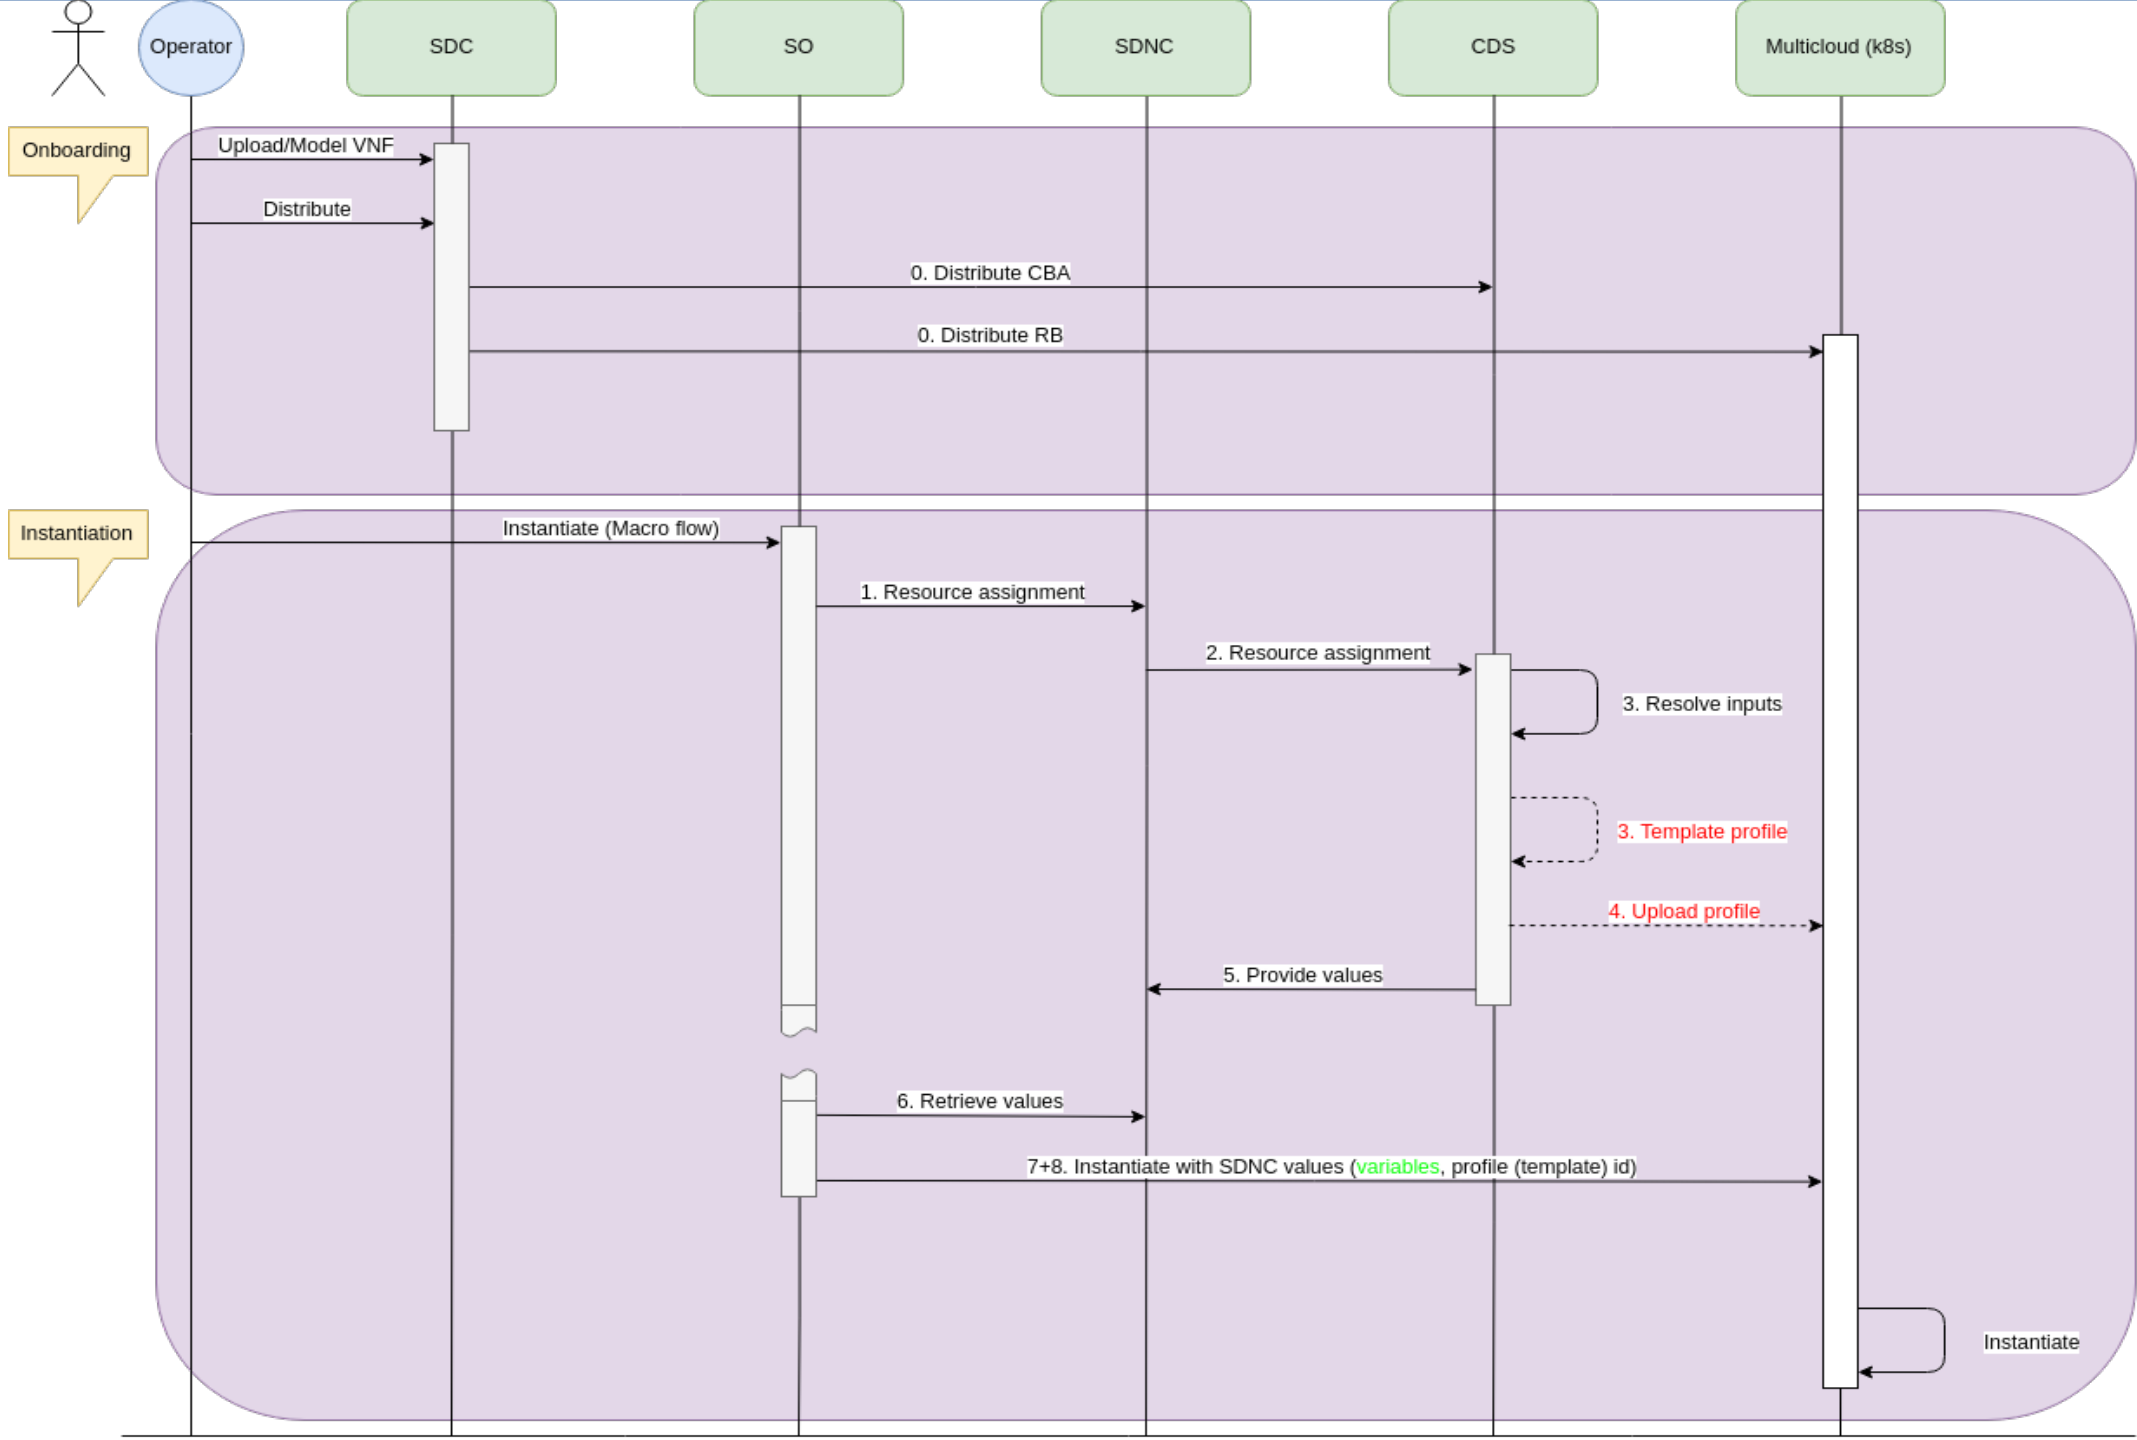 Operator
SDC
SO
SDNC
CDS
Multicloud (k8s)
Onboarding
Upload/Model VNF
Distribute
0. Distribute CBA
0. Distribute RB
Instantiation
Instantiate (Macro flow)
1. Resource assignment
2. Resource assignment
3. Resolve inputs
3. Template profile
4. Upload profile
5. Provide values
6. Retrieve values
7+8. Instantiate with SDNC values (variables, profile (template) id)
Instantiate